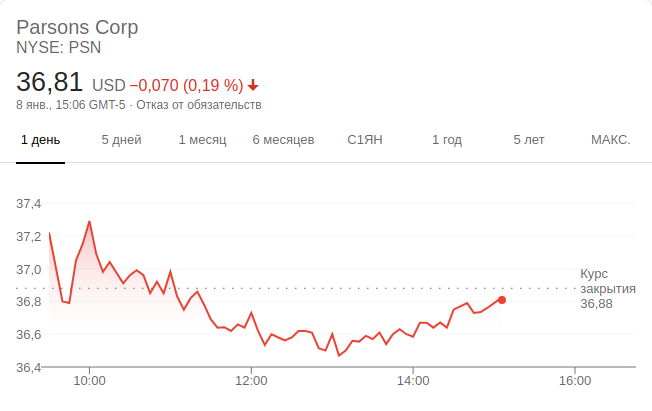 Parsons Corp
NYSE: PSN
36,81 USD −0,070 (0,19 %)
8 янв., 15:06 GMT-5 · Отказ от обязательств
1 день 5 дней 1 месяц 6 месяцев С1ЯН 1 год 5 лет МАКС.
37,4
37,2
37,0
36,8
36,6
36,4
Курс
закрытия
36,88
10:00 12:00 14:00 16:00